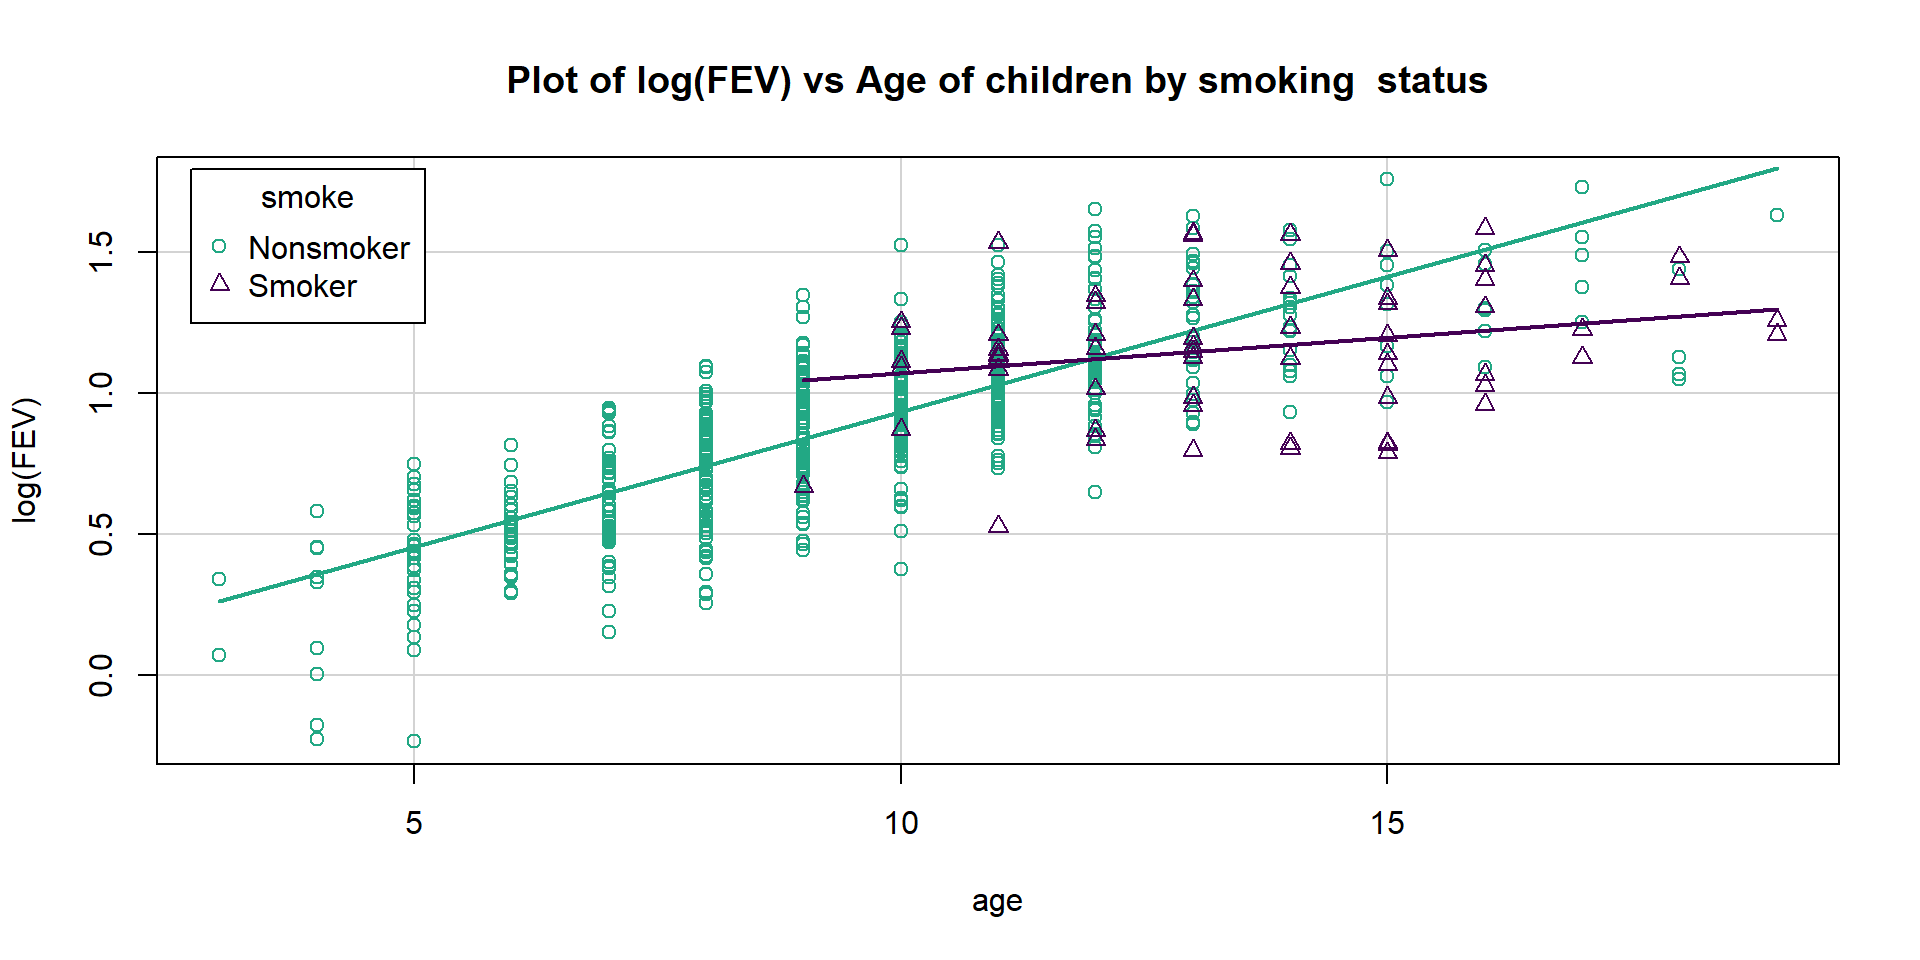 Plot of log(FEV) vs Age of children by smoking  status
smoke
Nonsmoker
Smoker
log(FEV)
1.5
1.0
0.5
0.0
5 10 15
age